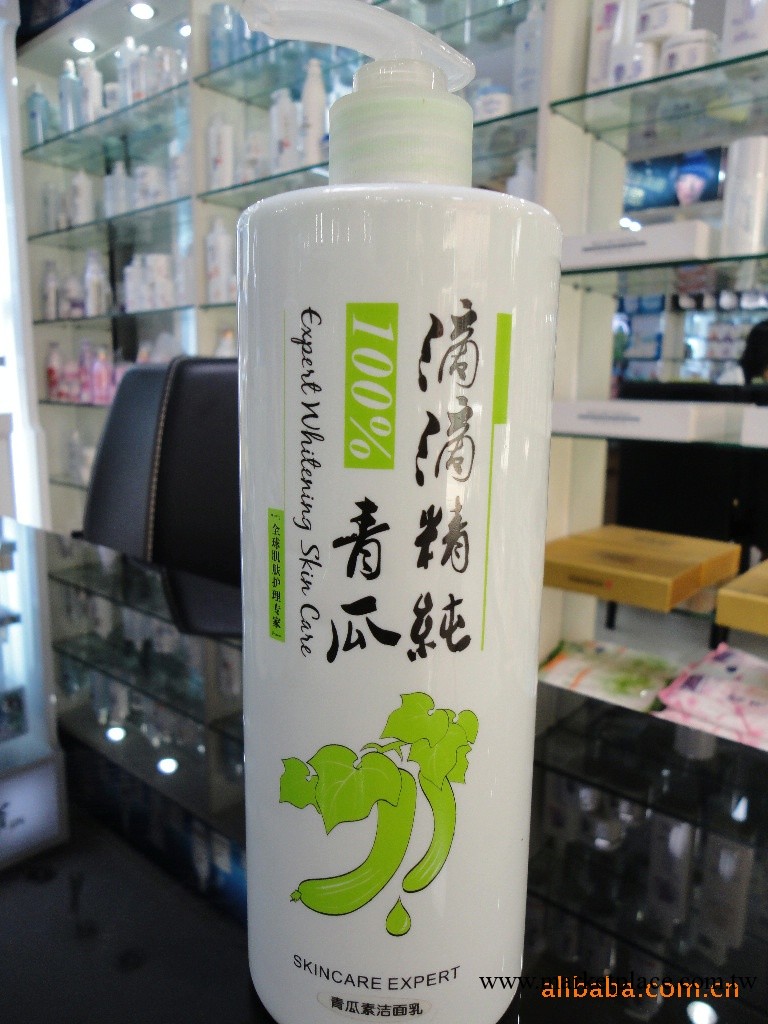 滴滴精純
100%
青瓜
Expert Whitening Skin Care
全球肌肤护理专家
SKINCARE EXPERT
青瓜素洁面乳
alibaba.com.cn